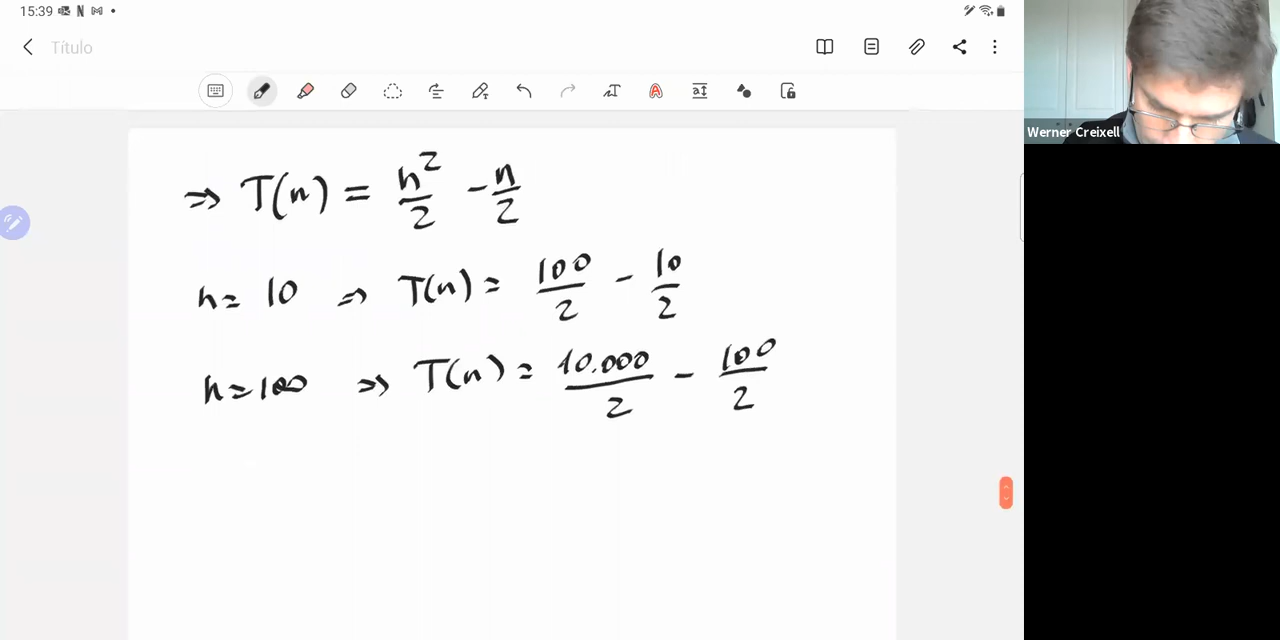 15:39
Título
⇒ T(n) = n²/2 - n/2
n = 10 ⇒ T(n) = 100/2 - 10/2
n = 100 ⇒ T(n) = 10.000/2 - 100/2
Werner Creixell